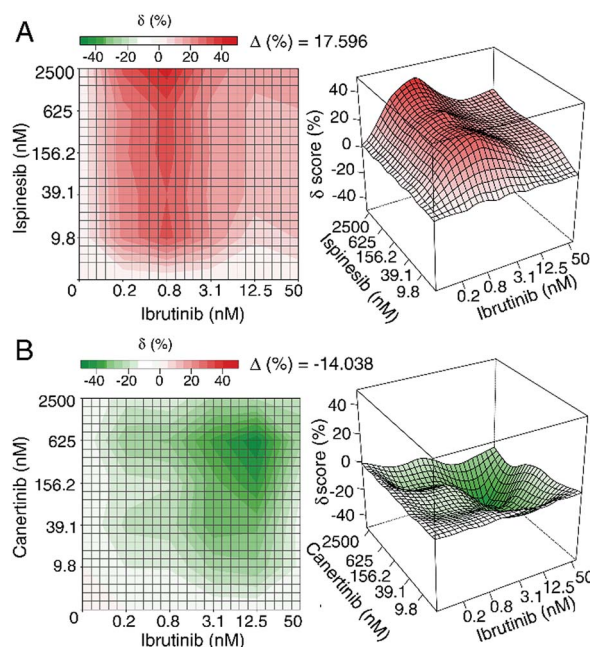 A
δ (%)
-40 -20 0 20 40
Δ (%) = 17.596
2500
625
156.2
39.1
9.8
0
Ispinesib (nM)
0 0.2 0.8 3.1 12.5 50
Ibrutinib (nM)
40
20
0
-20
-40
δ score (%)
2500
625
156.2
39.1
9.8
Ispinesib (nM)
0.2
0.8
3.1
12.5
50
Ibrutinib (nM)
B
δ (%)
-40 -20 0 20 40
Δ (%) = -14.038
2500
625
156.2
39.1
9.8
0
Canertinib (nM)
0 0.2 0.8 3.1 12.5 50
Ibrutinib (nM)
40
20
0
-20
-40
δ score (%)
2500
625
156.2
39.1
9.8
Canertinib (nM)
0.2
0.8
3.1
12.5
50
Ibrutinib (nM)